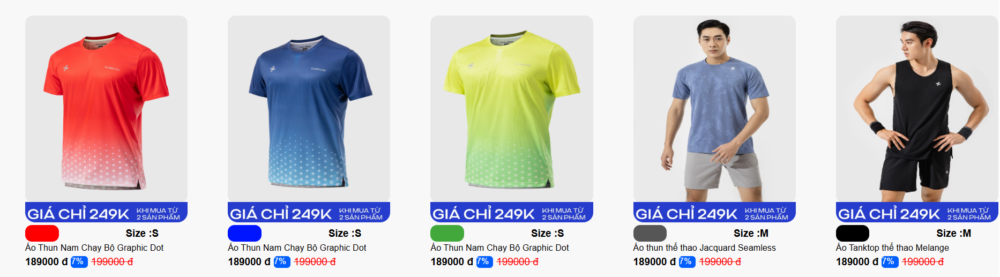 GIÁ CHỈ 249K KHI MUA TỪ 2 SẢN PHẨM
Size :S
Áo Thun Nam Chạy Bộ Graphic Dot
189000 đ 7% 199000 đ
GIÁ CHỈ 249K KHI MUA TỪ 2 SẢN PHẨM
Size :S
Áo Thun Nam Chạy Bộ Graphic Dot
189000 đ 7% 199000 đ
GIÁ CHỈ 249K KHI MUA TỪ 2 SẢN PHẨM
Size :S
Áo Thun Nam Chạy Bộ Graphic Dot
189000 đ 7% 199000 đ
GIÁ CHỈ 249K KHI MUA TỪ 2 SẢN PHẨM
Size :M
Áo thun thể thao Jacquard Seamless
189000 đ 7% 199000 đ
GIÁ CHỈ 249K KHI MUA TỪ 2 SẢN PHẨM
Size :M
Áo Tanktop thể thao Melange
189000 đ 7% 199000 đ